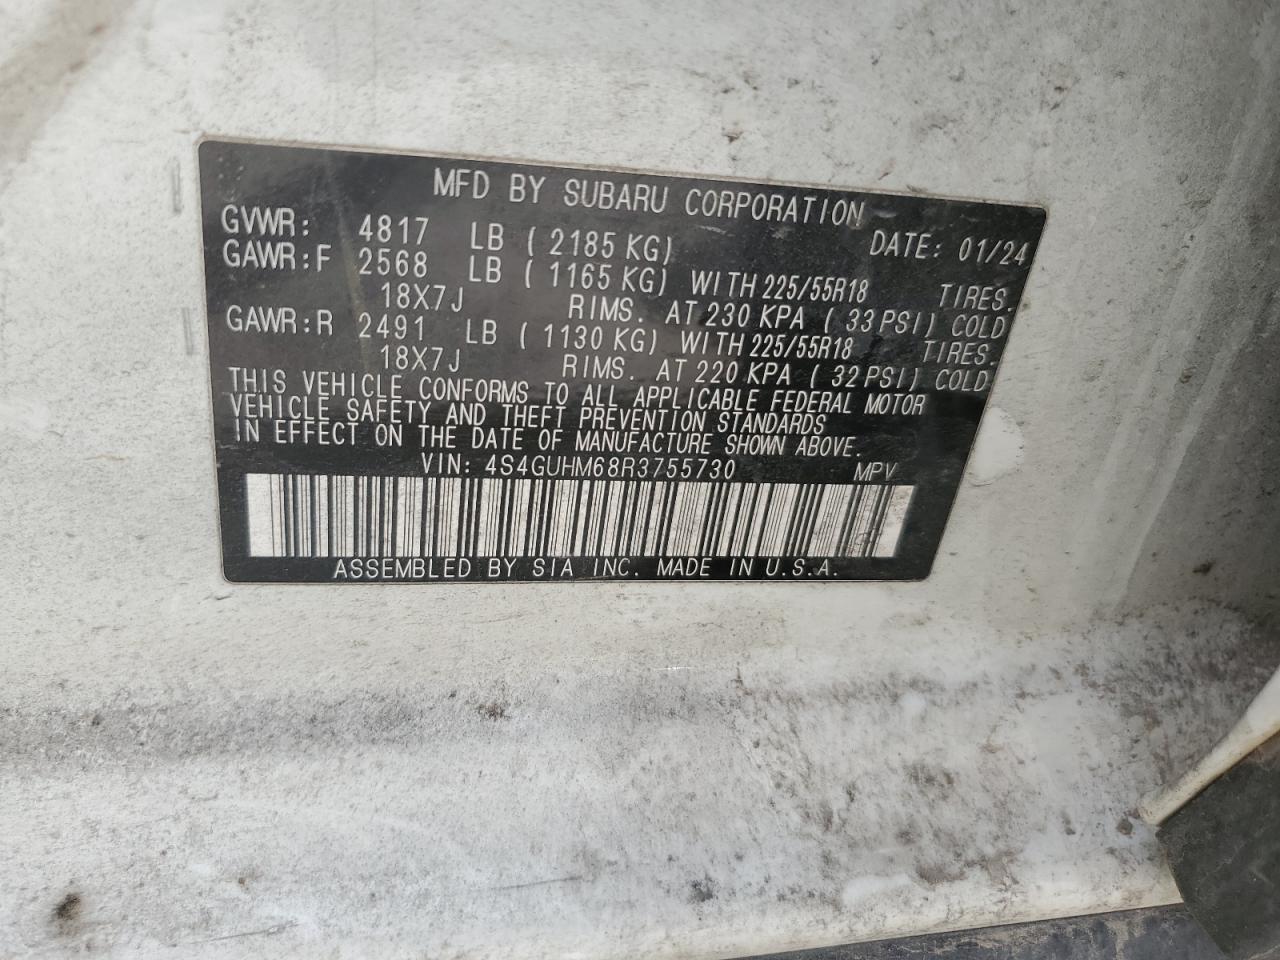 MFD BY SUBARU CORPORATION
GVWR: 4817 LB ( 2185 KG) DATE: 01/24
GAWR:F 2568 LB ( 1165 KG) WITH 225/55R18 TIRES.
18X7J RIMS. AT 230 KPA ( 33 PSI) COLD
GAWR:R 2491 LB ( 1130 KG) WITH 225/55R18 TIRES.
18X7J RIMS. AT 220 KPA ( 32 PSI) COLD
THIS VEHICLE CONFORMS TO ALL APPLICABLE FEDERAL MOTOR
VEHICLE SAFETY AND THEFT PREVENTION STANDARDS
IN EFFECT ON THE DATE OF MANUFACTURE SHOWN ABOVE.
VIN: 4S4GUHM68R3755730 MPV
ASSEMBLED BY SIA INC. MADE IN U.S.A.